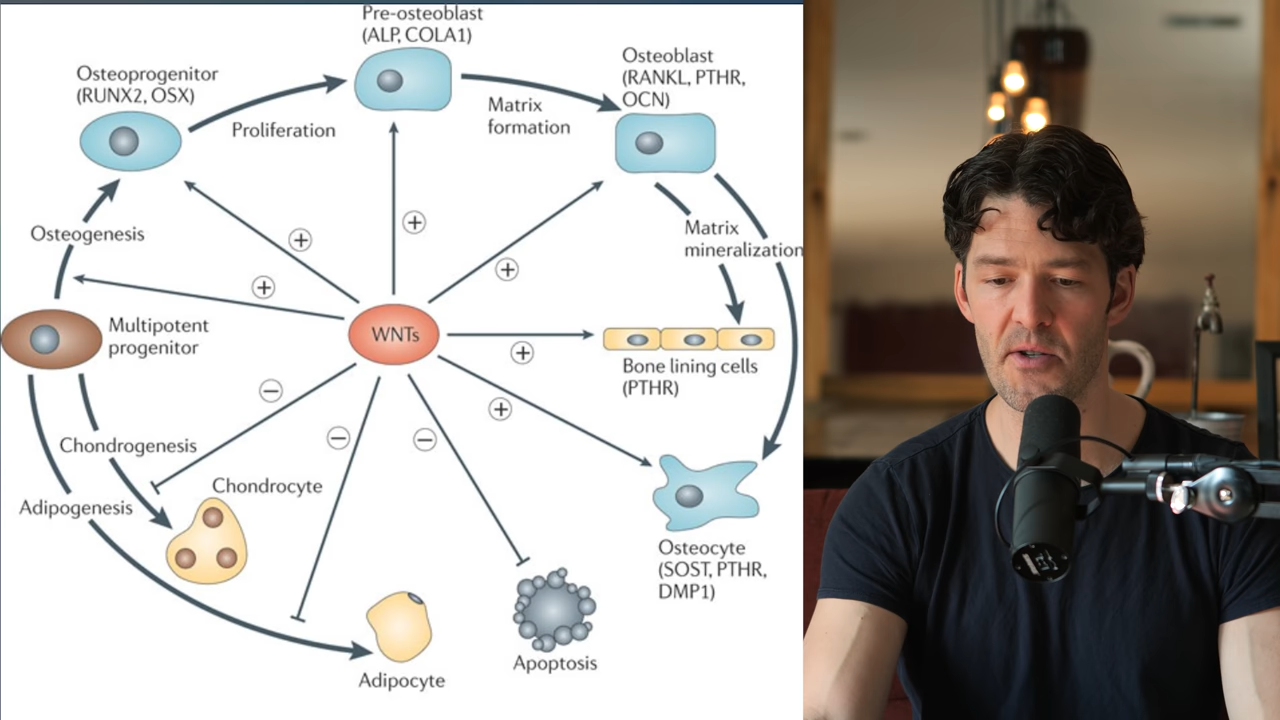 Pre-osteoblast
(ALP, COLA1)
Osteoprogenitor
(RUNX2, OSX)
Osteoblast
(RANKL, PTHR,
OCN)
Proliferation
Matrix
formation
Osteogenesis
+
+
+
+
Matrix
mineralization
Multipotent
progenitor
WNTs
+
Bone lining cells
(PTHR)
−
−
−
+
Chondrogenesis
Chondrocyte
Adipogenesis
Osteocyte
(SOST, PTHR,
DMP1)
Apoptosis
Adipocyte